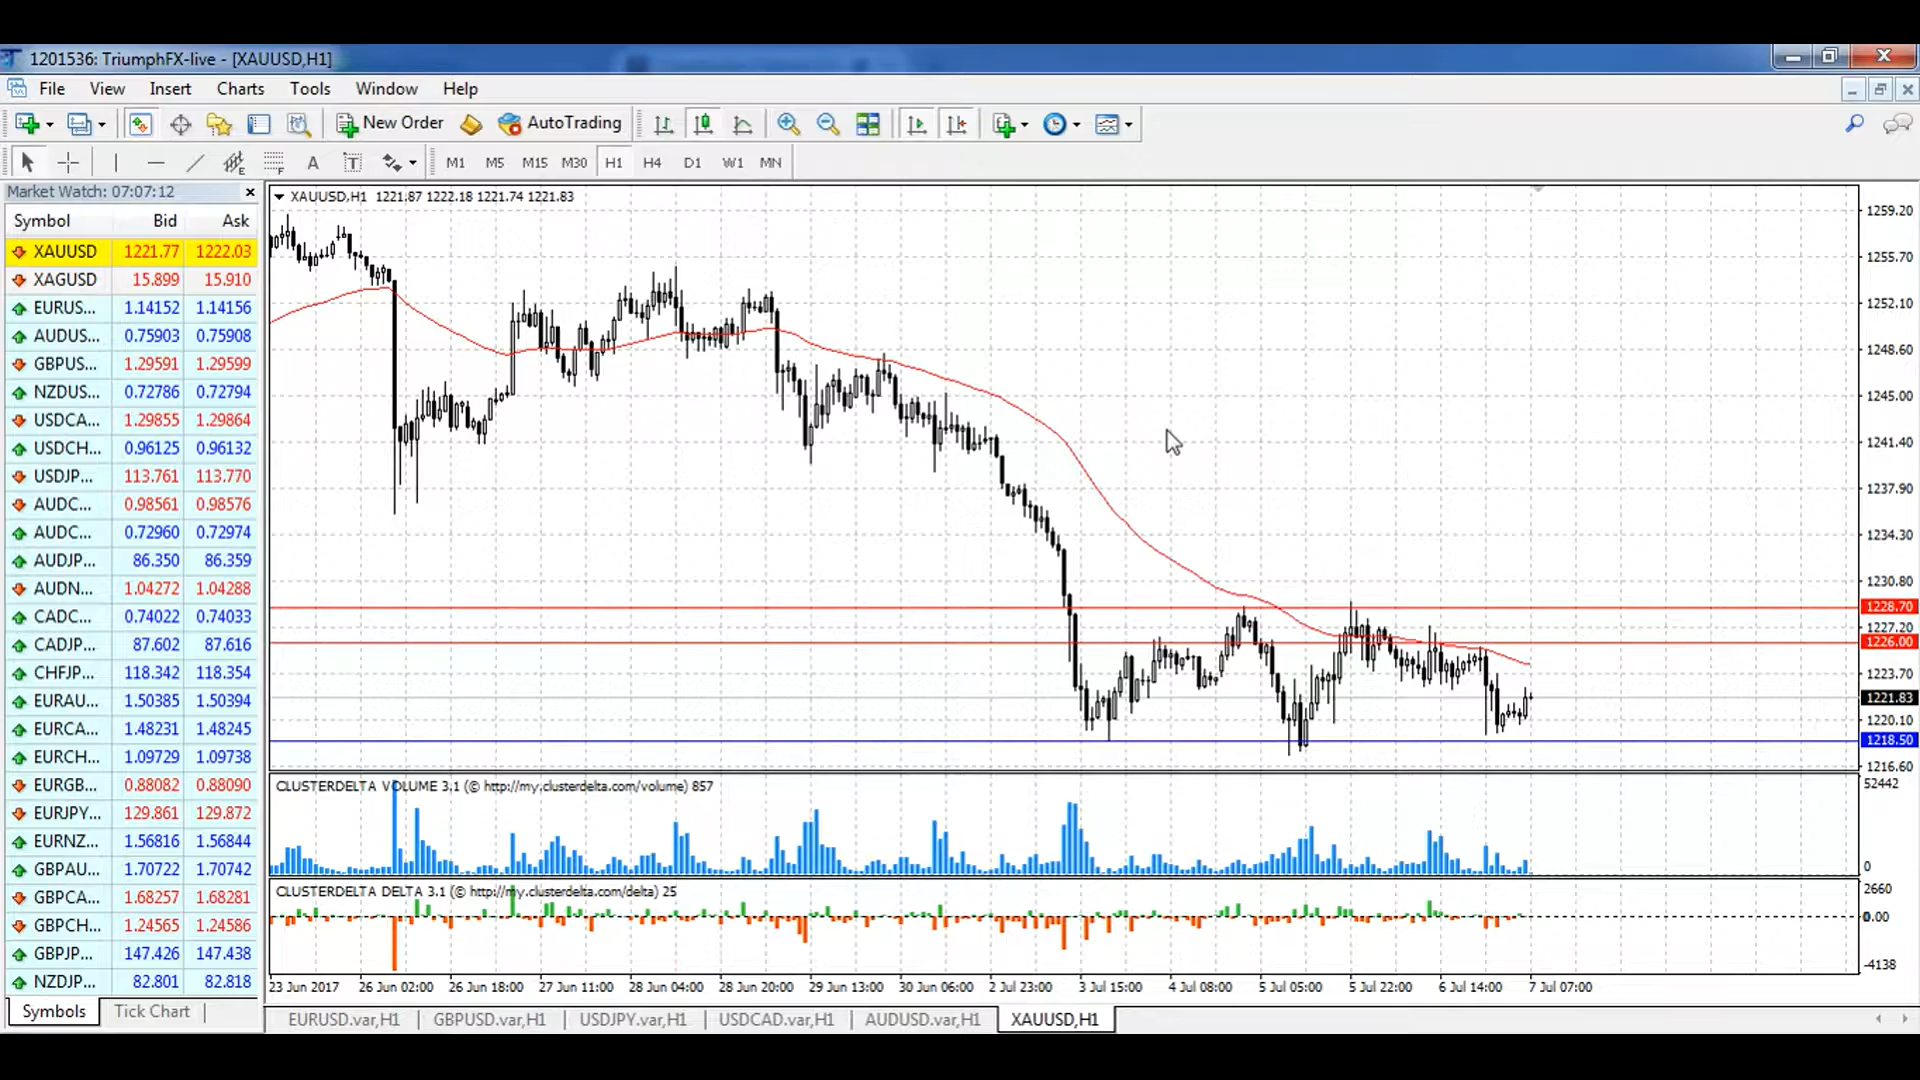 1201536: TriumphFX-live - [XAUUSD,H1]
File View Insert Charts Tools Window Help
New Order AutoTrading
A T M1 M5 M15 M30 H1 H4 D1 W1 MN
Market Watch: 07:07:12
Symbol Bid Ask
XAUUSD 1221.77 1222.03
XAGUSD 15.899 15.910
EURUS... 1.14152 1.14156
AUDUS... 0.75903 0.75908
GBPUS... 1.29591 1.29599
NZDUS... 0.72786 0.72794
USDCA... 1.29855 1.29864
USDCH... 0.96125 0.96132
USDJP... 113.761 113.770
AUDC... 0.98561 0.98576
AUDC... 0.72960 0.72974
AUDJP... 86.350 86.359
AUDN... 1.04272 1.04288
CADC... 0.74022 0.74033
CADJP... 87.602 87.616
CHFJP... 118.342 118.354
EURAU... 1.50385 1.50394
EURCA... 1.48231 1.48245
EURCH... 1.09729 1.09738
EURGB... 0.88082 0.88090
EURJPY... 129.861 129.872
EURNZ... 1.56816 1.56844
GBPAU... 1.70722 1.70742
GBPCA... 1.68257 1.68281
GBPCH... 1.24565 1.24586
GBPJP... 147.426 147.438
NZDJP... 82.801 82.818
Symbols Tick Chart
XAUUSD,H1 1221.87 1222.18 1221.74 1221.83
1259.20
1255.70
1252.10
1248.60
1245.00
1241.40
1237.90
1234.30
1230.80
1228.70
1227.20
1226.00
1223.70
1221.83
1220.10
1218.50
1216.60
CLUSTERDELTA VOLUME 3.1 (© http://my.clusterdelta.com/volume) 857
52442
0
CLUSTERDELTA DELTA 3.1 (© http://my.clusterdelta.com/delta) 25
2660
0.00
-4138
23 Jun 2017 26 Jun 02:00 26 Jun 18:00 27 Jun 11:00 28 Jun 04:00 28 Jun 20:00 29 Jun 13:00 30 Jun 06:00 2 Jul 23:00 3 Jul 15:00 4 Jul 08:00 5 Jul 05:00 5 Jul 22:00 6 Jul 14:00 7 Jul 07:00
EURUSD.var,H1 GBPUSD.var,H1 USDJPY.var,H1 USDCAD.var,H1 AUDUSD.var,H1 XAUUSD,H1